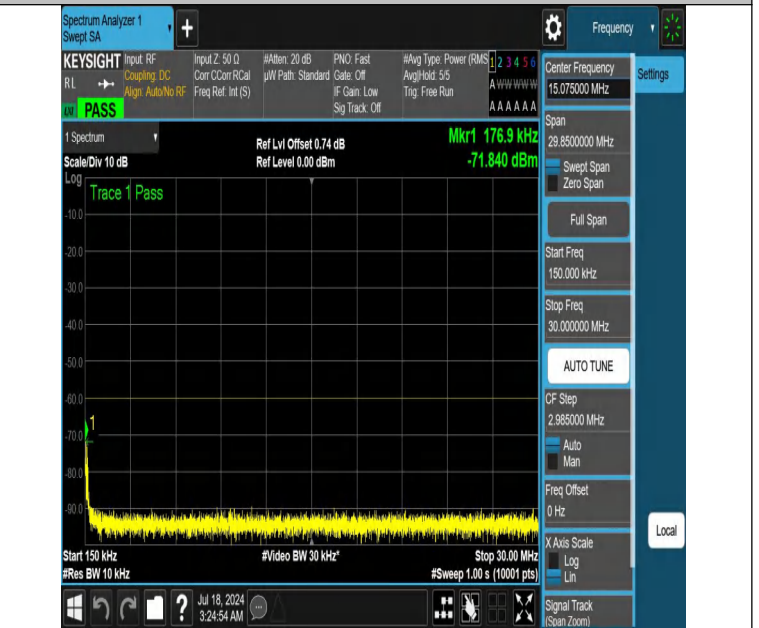 Spectrum Analyzer 1
Swept SA
+
Frequency
KEYSIGHT
RL
PASS
Input: RF
Coupling: DC
Align: Auto/No RF
Input Z: 50 Ω
Corr CCorr RCal
Freq Ref: Int (S)
#Atten: 20 dB
µW Path: Standard
PNO: Fast
Gate: Off
IF Gain: Low
Sig Track: Off
#Avg Type: Power (RMS
Avg|Hold: 5/5
Trig: Free Run
1 2 3 4 5 6
A W W W W W
A A A A A A
1 Spectrum
Scale/Div 10 dB
Log
Ref Lvl Offset 0.74 dB
Ref Level 0.00 dBm
Mkr1 176.9 kHz
-71.840 dBm
Trace 1 Pass
-10.0
-20.0
-30.0
-40.0
-50.0
-60.0
1
-70.0
-80.0
-90.0
Start 150 kHz
#Res BW 10 kHz
#Video BW 30 kHz*
Stop 30.00 MHz
#Sweep 1.00 s (10001 pts)
?
Jul 18, 2024
3:24:54 AM
Center Frequency
15.075000 MHz
Settings
Span
29.8500000 MHz
Swept Span
Zero Span
Full Span
Start Freq
150.000 kHz
Stop Freq
30.000000 MHz
AUTO TUNE
CF Step
2.985000 MHz
Auto
Man
Freq Offset
0 Hz
X Axis Scale
Log
Lin
Local
Signal Track
(Span Zoom)